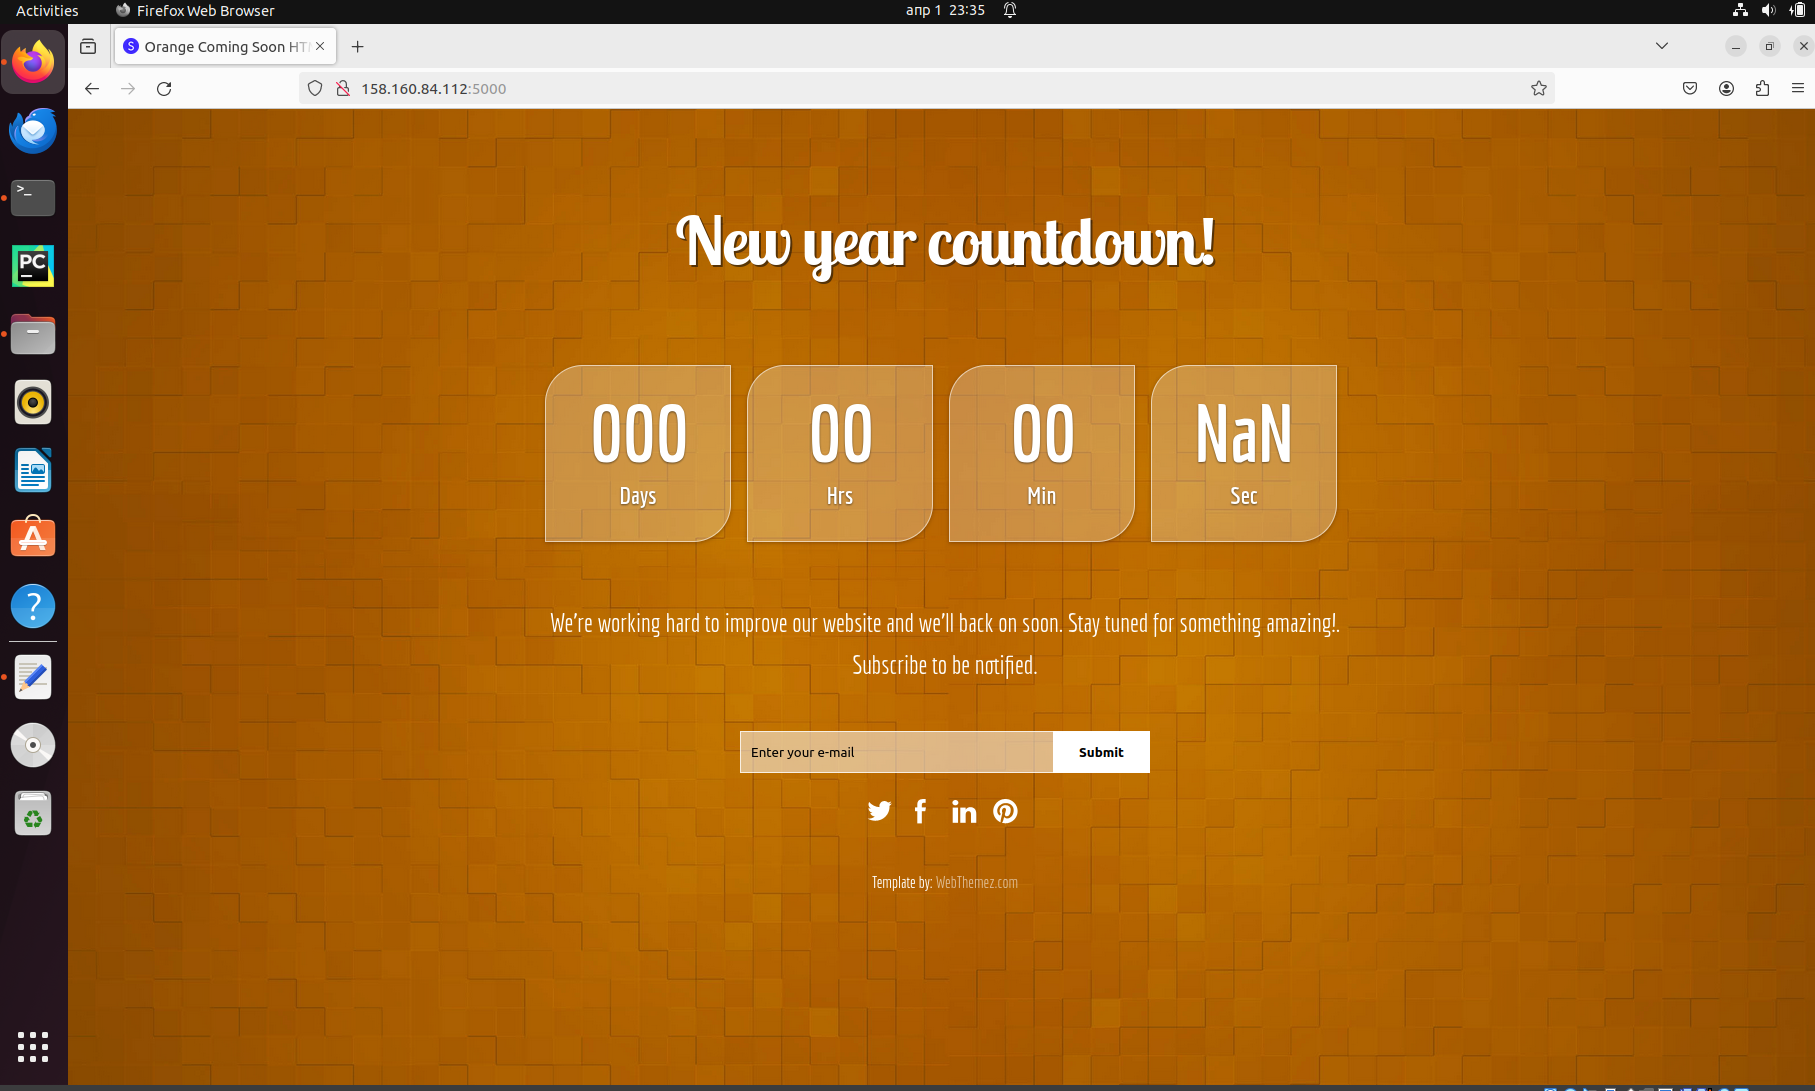 Activities
Firefox Web Browser
апр 1 23:35
S
Orange Coming Soon HT
158.160.84.112:5000
>_
PC
New year countdown!
000 00 00 NaN
Days Hrs Min Sec
We're working hard to improve our website and we'll back on soon. Stay tuned for something amazing!.
Subscribe to be notified.
Enter your e-mail Submit
Template by: WebThemez.com